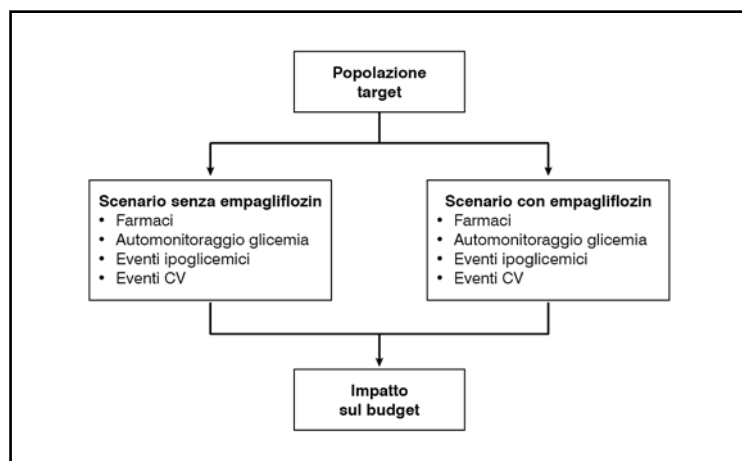 Popolazione
target
Scenario senza empagliflozin
• Farmaci
• Automonitoraggio glicemia
• Eventi ipoglicemici
• Eventi CV
Scenario con empagliflozin
• Farmaci
• Automonitoraggio glicemia
• Eventi ipoglicemici
• Eventi CV
Impatto
sul budget